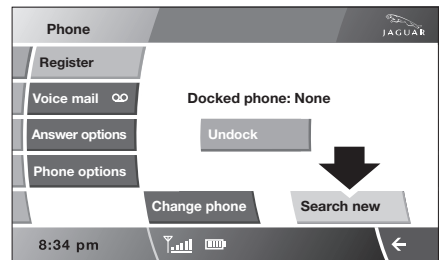 Phone
JAGUAR
Register
Voice mail
Docked phone: None
Answer options
Undock
Phone options
Change phone
Search new
8:34 pm